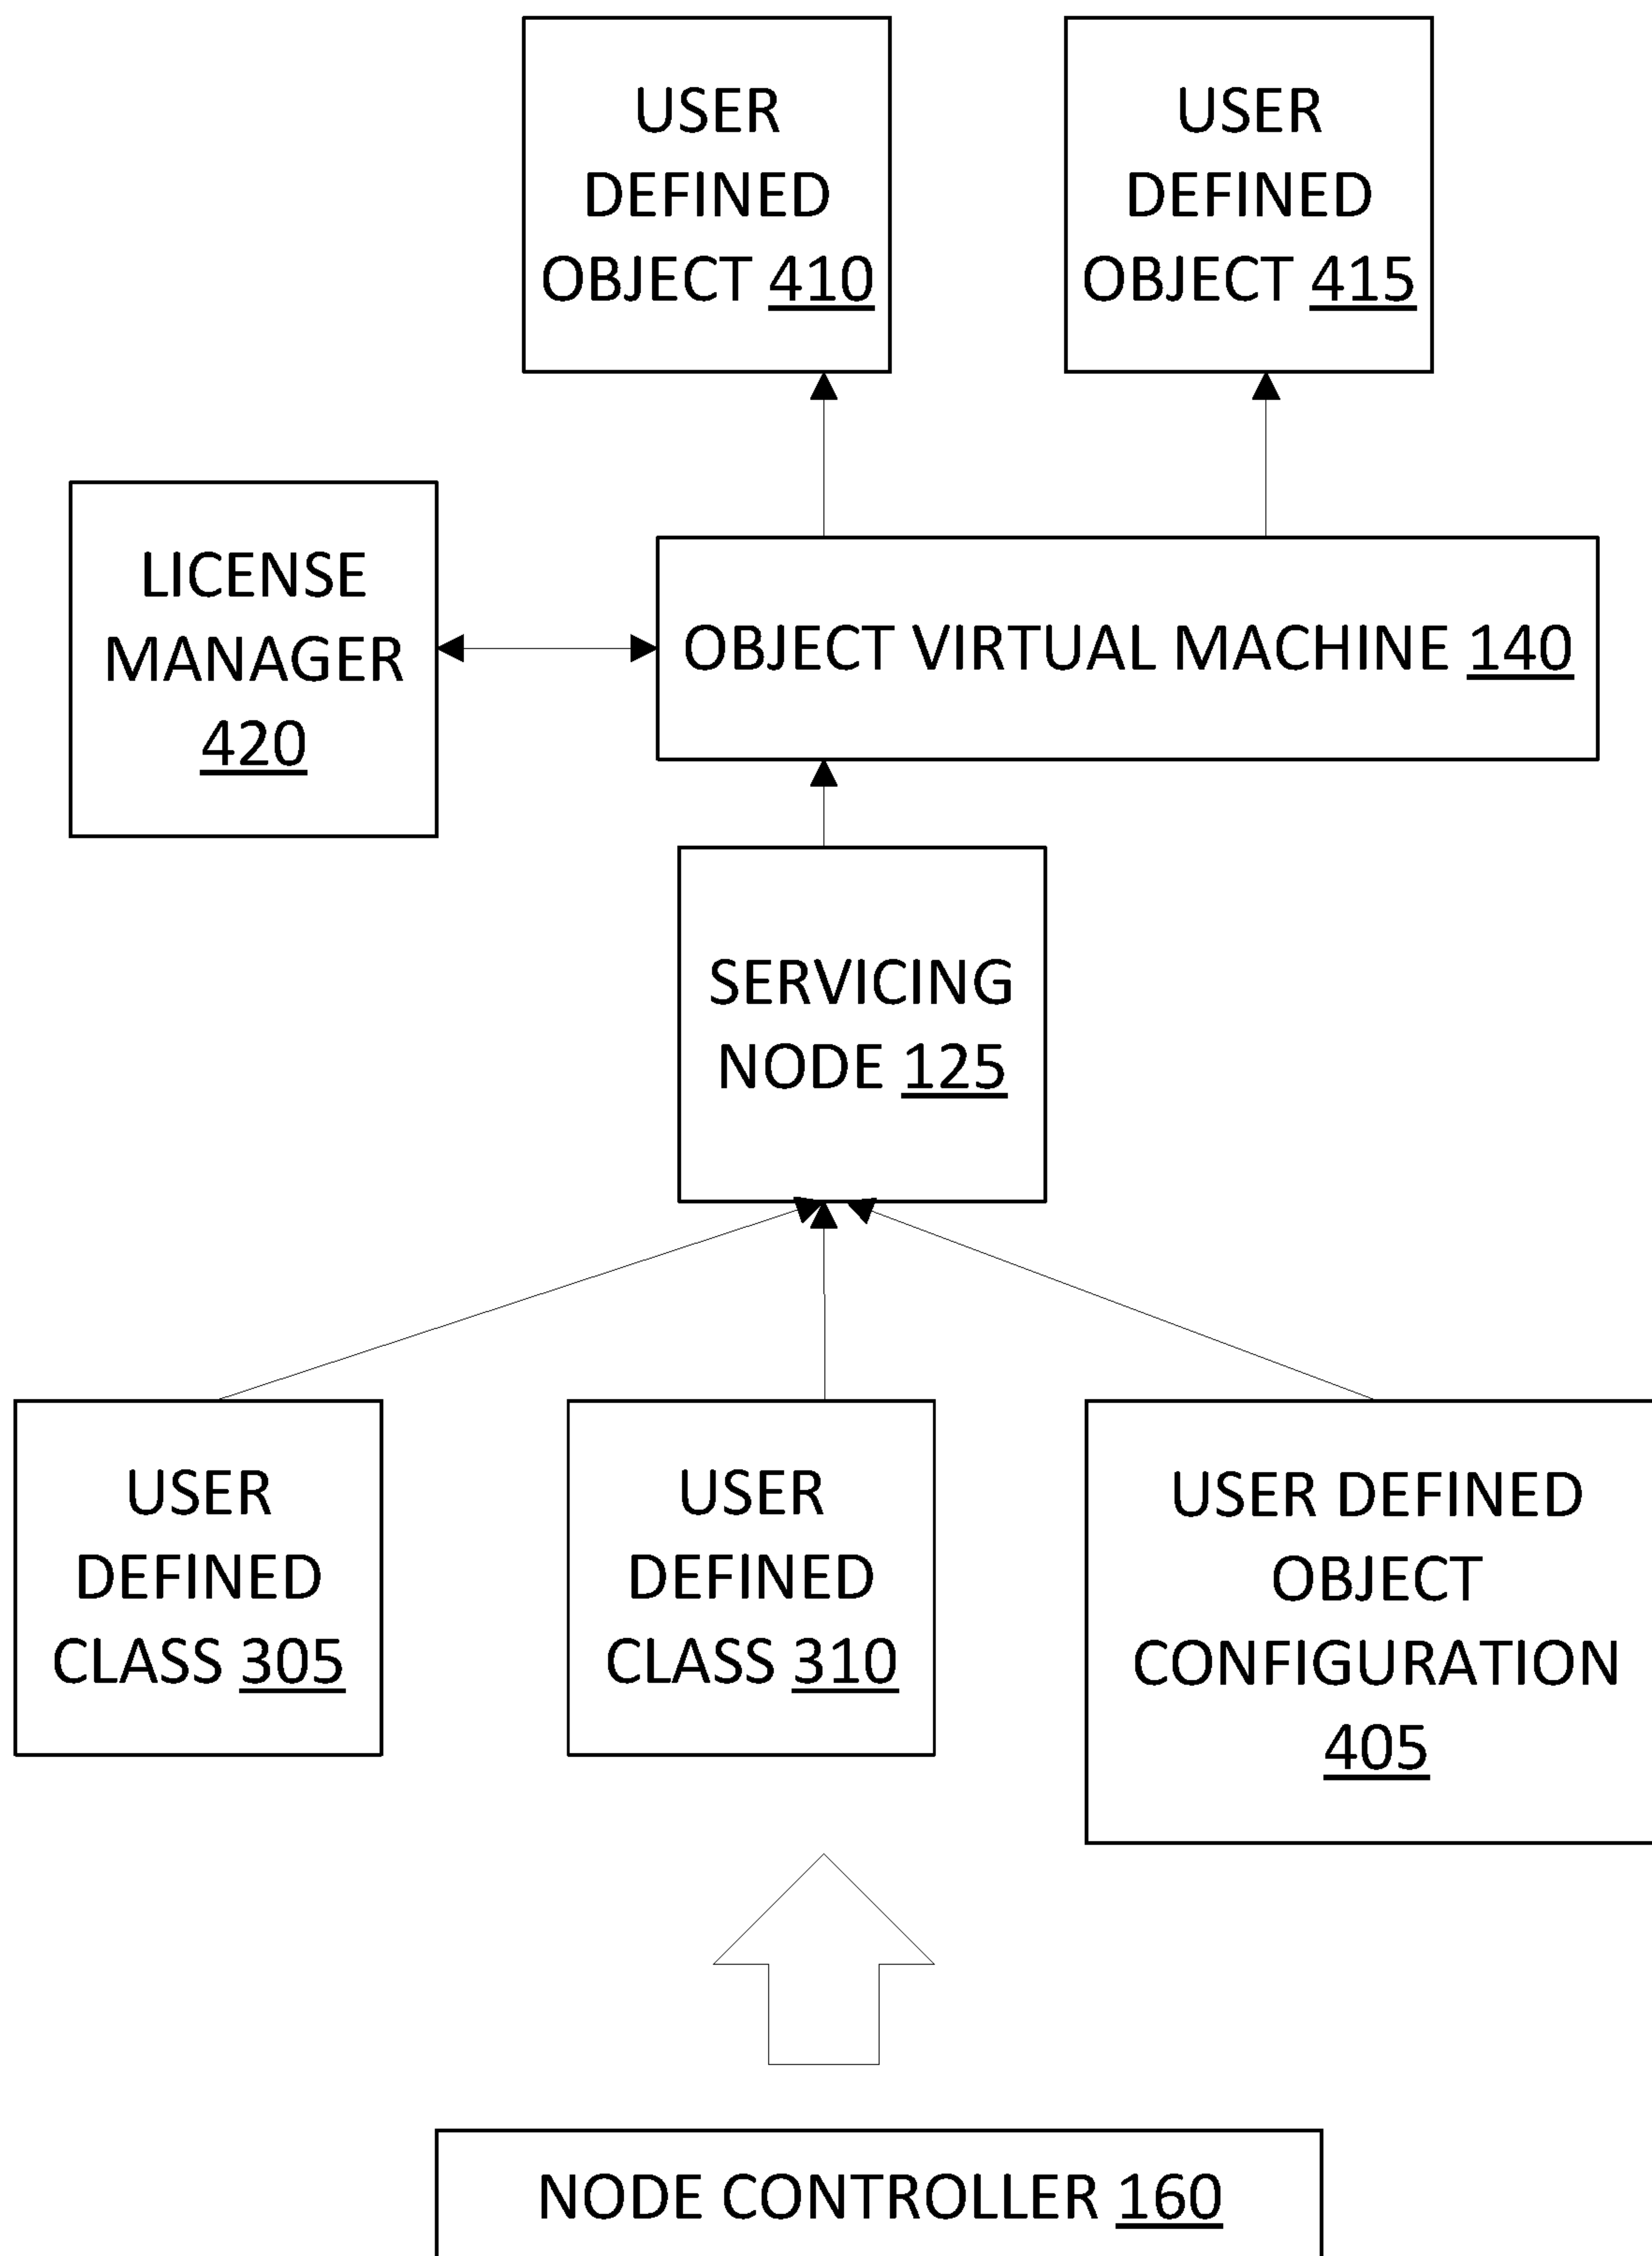 USER
DEFINED
OBJECT 410
USER
DEFINED
OBJECT 415
LICENSE
MANAGER
420
OBJECT VIRTUAL MACHINE 140
SERVICING
NODE 125
USER
DEFINED
CLASS 305
USER
DEFINED
CLASS 310
USER DEFINED
OBJECT
CONFIGURATION
405
NODE CONTROLLER 160